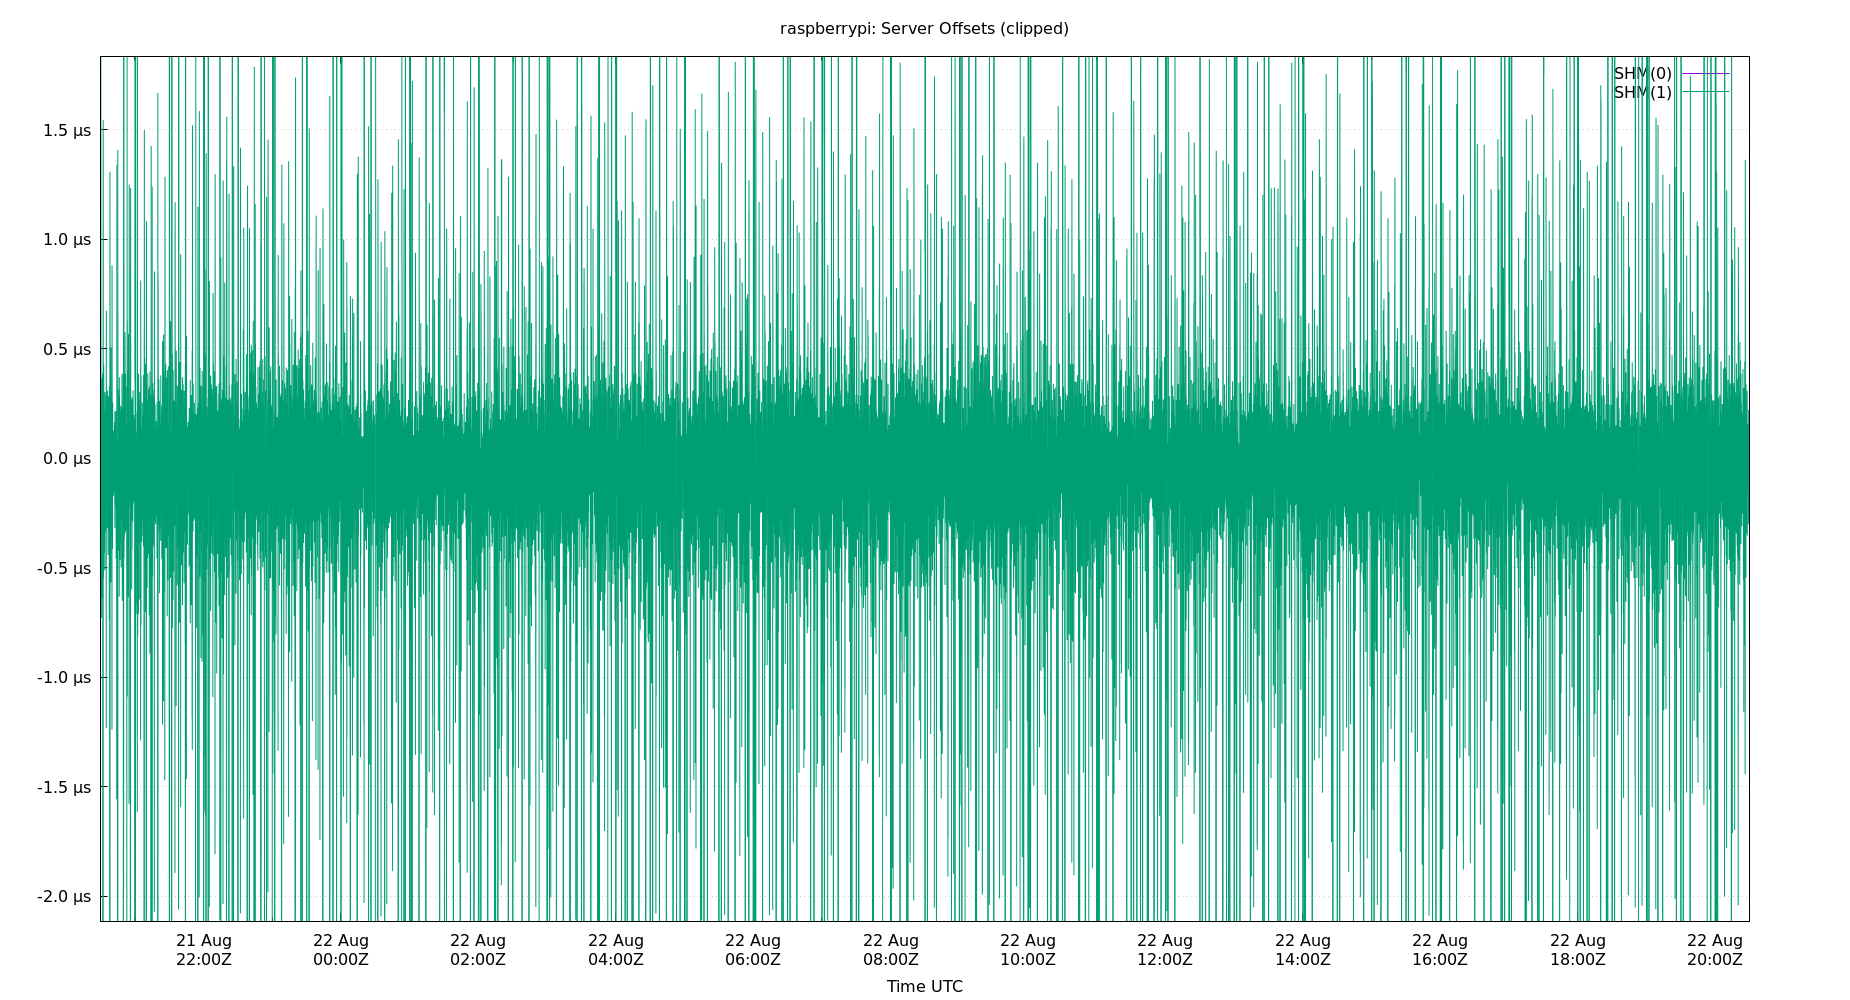 raspberrypi: Server Offsets (clipped)
SHM(0)
SHM(1)
1.5 µs
1.0 µs
0.5 µs
0.0 µs
-0.5 µs
-1.0 µs
-1.5 µs
-2.0 µs
21 Aug 22 Aug 22 Aug 22 Aug 22 Aug 22 Aug 22 Aug 22 Aug 22 Aug 22 Aug 22 Aug 22 Aug
22:00Z 00:00Z 02:00Z 04:00Z 06:00Z 08:00Z 10:00Z 12:00Z 14:00Z 16:00Z 18:00Z 20:00Z
Time UTC